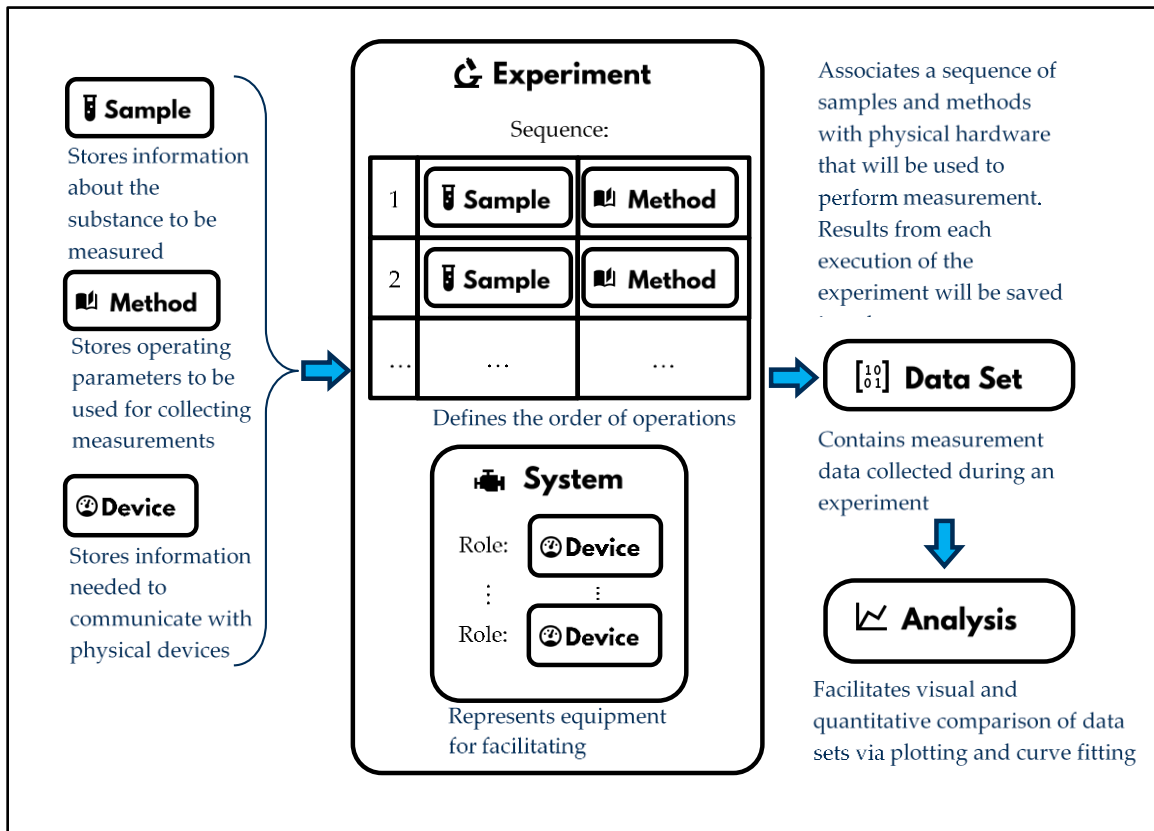 Sample
Stores information
about the
substance to be
measured
Method
Stores operating
parameters to be
used for collecting
measurements
Device
Stores information
needed to
communicate with
physical devices
Experiment
Sequence:
1 Sample Method
2 Sample Method
... ... ...
Defines the order of operations
System
Role: Device
⋮ ⋮
Role: Device
Represents equipment
for facilitating
Associates a sequence of
samples and methods
with physical hardware
that will be used to
perform measurement.
Results from each
execution of the
experiment will be saved
[10
01] Data Set
Contains measurement
data collected during an
experiment
Analysis
Facilitates visual and
quantitative comparison of data
sets via plotting and curve fitting